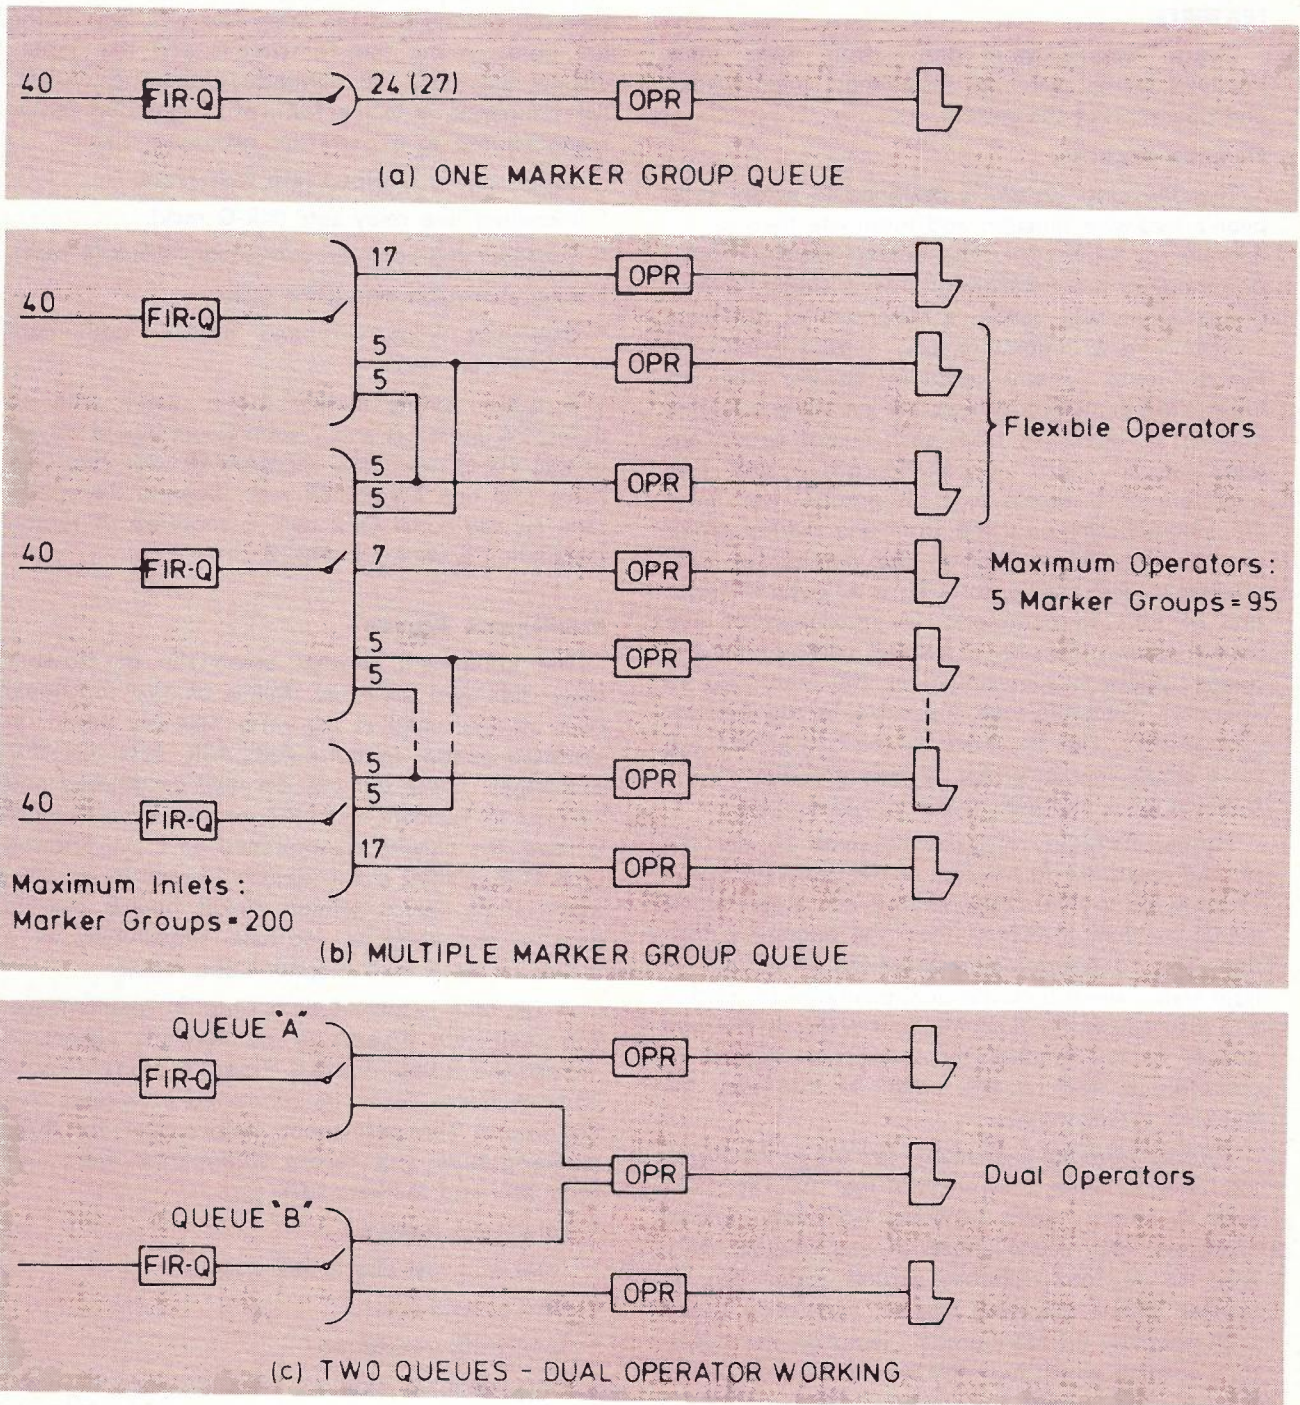 40 FIR-Q 24 (27) OPR
(a) ONE MARKER GROUP QUEUE
17 OPR
40 FIR-Q
5 OPR
5
Flexible Operators
5 OPR
5
40 FIR-Q 7 OPR
Maximum Operators:
5 Marker Groups=95
5 OPR
5
5 OPR
5
40 FIR-Q
17 OPR
Maximum Inlets:
Marker Groups=200
(b) MULTIPLE MARKER GROUP QUEUE
QUEUE "A"
OPR
FIR-Q
OPR Dual Operators
QUEUE "B"
FIR-Q
OPR
(c) TWO QUEUES - DUAL OPERATOR WORKING